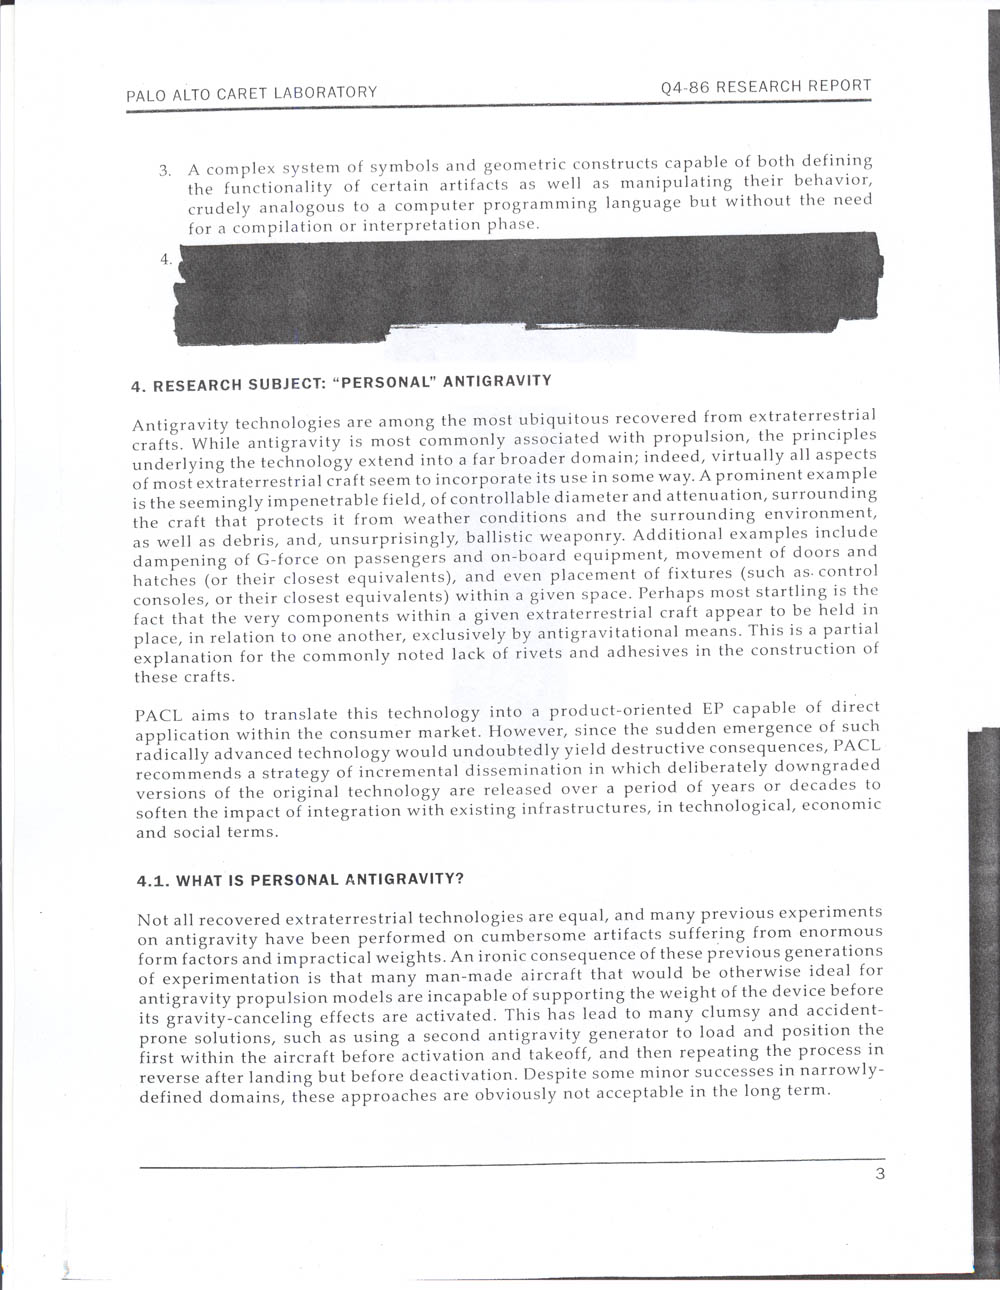 PALO ALTO CARET LABORATORY
Q4-86 RESEARCH REPORT
3. A complex system of symbols and geometric constructs capable of both defining
the functionality of certain artifacts as well as manipulating their behavior,
crudely analogous to a computer programming language but without the need
for a compilation or interpretation phase.
4.
4. RESEARCH SUBJECT: “PERSONAL” ANTIGRAVITY
Antigravity technologies are among the most ubiquitous recovered from extraterrestrial
crafts. While antigravity is most commonly associated with propulsion, the principles
underlying the technology extend into a far broader domain; indeed, virtually all aspects
of most extraterrestrial craft seem to incorporate its use in some way. A prominent example
is the seemingly impenetrable field, of controllable diameter and attenuation, surrounding
the craft that protects it from weather conditions and the surrounding environment,
as well as debris, and, unsurprisingly, ballistic weaponry. Additional examples include
dampening of G-force on passengers and on-board equipment, movement of doors and
hatches (or their closest equivalents), and even placement of fixtures (such as control
consoles, or their closest equivalents) within a given space. Perhaps most startling is the
fact that the very components within a given extraterrestrial craft appear to be held in
place, in relation to one another, exclusively by antigravitational means. This is a partial
explanation for the commonly noted lack of rivets and adhesives in the construction of
these crafts.
PACL aims to translate this technology into a product-oriented EP capable of direct
application within the consumer market. However, since the sudden emergence of such
radically advanced technology would undoubtedly yield destructive consequences, PACL
recommends a strategy of incremental dissemination in which deliberately downgraded
versions of the original technology are released over a period of years or decades to
soften the impact of integration with existing infrastructures, in technological, economic
and social terms.
4.1. WHAT IS PERSONAL ANTIGRAVITY?
Not all recovered extraterrestrial technologies are equal, and many previous experiments
on antigravity have been performed on cumbersome artifacts suffering from enormous
form factors and impractical weights. An ironic consequence of these previous generations
of experimentation is that many man-made aircraft that would be otherwise ideal for
antigravity propulsion models are incapable of supporting the weight of the device before
its gravity-canceling effects are activated. This has lead to many clumsy and accident-
prone solutions, such as using a second antigravity generator to load and position the
first within the aircraft before activation and takeoff, and then repeating the process in
reverse after landing but before deactivation. Despite some minor successes in narrowly-
defined domains, these approaches are obviously not acceptable in the long term.
3